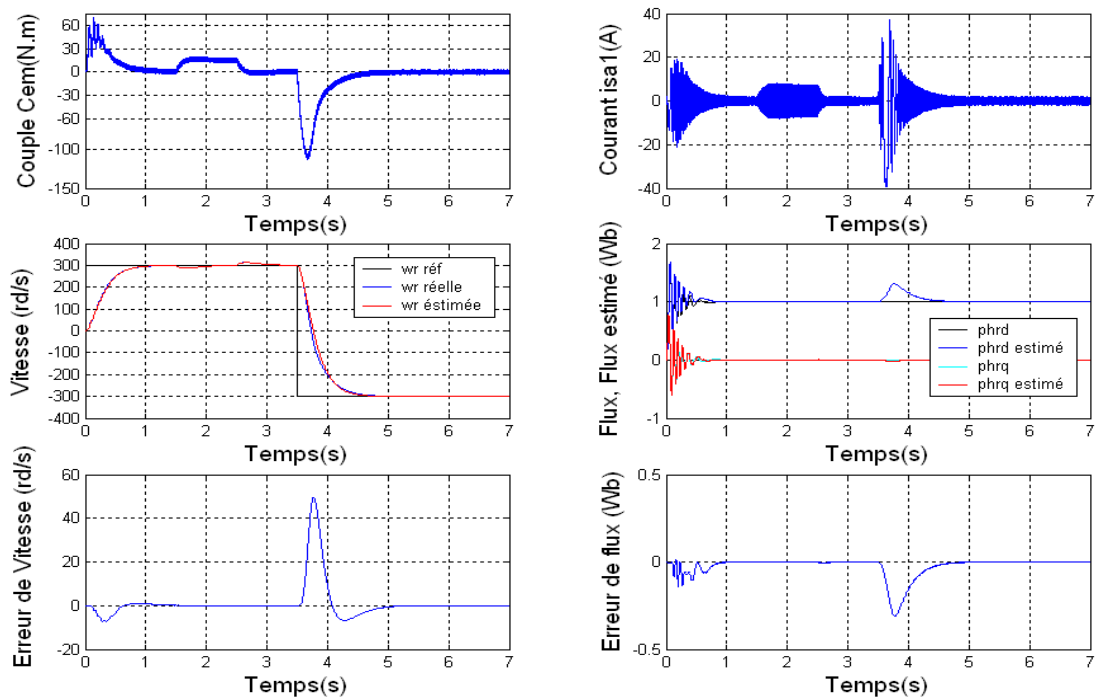 Couple Cem(N.m)
60
30
0
-30
-60
-100
-150
0 1 2 3 4 5 6 7
Temps(s)
Courant isa1(A)
40
20
0
-20
-40
0 1 2 3 4 5 6 7
Temps(s)
Vitesse (rd/s)
400
300
200
100
0
-100
-200
-300
-400
wr réf
wr réelle
wr éstimée
0 1 2 3 4 5 6 7
Temps(s)
Flux, Flux estimé (Wb)
2
1
0
-1
phrd
phrd estimé
phrq
phrq estimé
0 1 2 3 4 5 6 7
Temps(s)
Erreur de Vitesse (rd/s)
60
40
20
0
-20
0 1 2 3 4 5 6 7
Temps(s)
Erreur de flux (Wb)
0.5
0
-0.5
0 1 2 3 4 5 6 7
Temps(s)